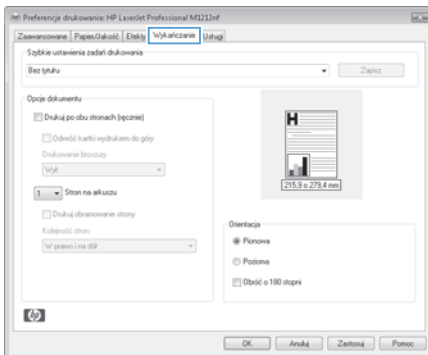 Preferencje drukowania: HP LaserJet Professional M1212nf
Zaawansowane Papier/Jakość Efekty Wykańczanie Usługi
Szybkie ustawienia zadań drukowania
Bez tytułu Zapisz
Opcje dokumentu
Drukuj po obu stronach (ręcznie)
Odwróć kartki wydrukiem do góry
Drukowanie broszury
Wył.
1 Stron na arkuszu
Drukuj obramowanie strony
Kolejność stron:
W prawo i na dół
215,9 o 279,4 mm
Orientacja
Pionowa
Pozioma
Obróć o 180 stopni
hp
OK Anuluj Zastosuj Pomoc